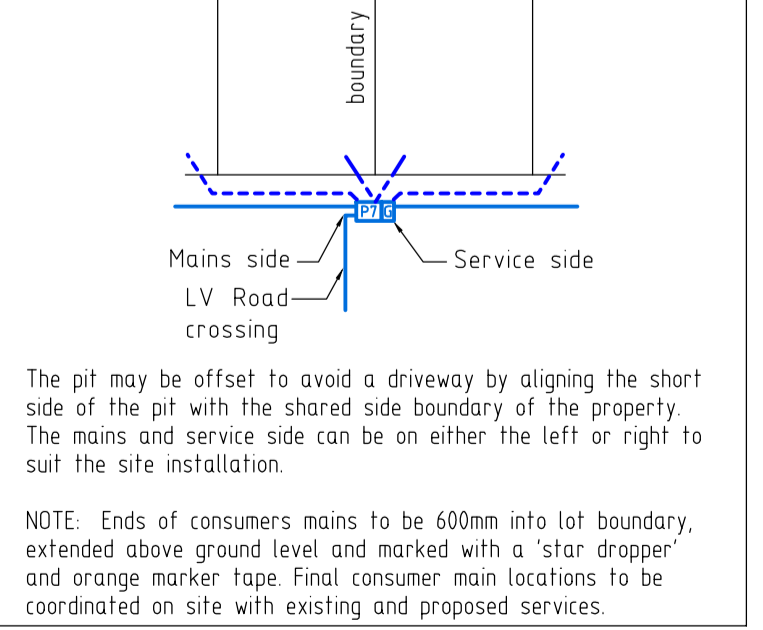 boundary
P7 G
Mains side
Service side
LV Road
crossing
The pit may be offset to avoid a driveway by aligning the short
side of the pit with the shared side boundary of the property.
The mains and service side can be on either the left or right to
suit the site installation.
NOTE: Ends of consumers mains to be 600mm into lot boundary,
extended above ground level and marked with a 'star dropper'
and orange marker tape. Final consumer main locations to be
coordinated on site with existing and proposed services.